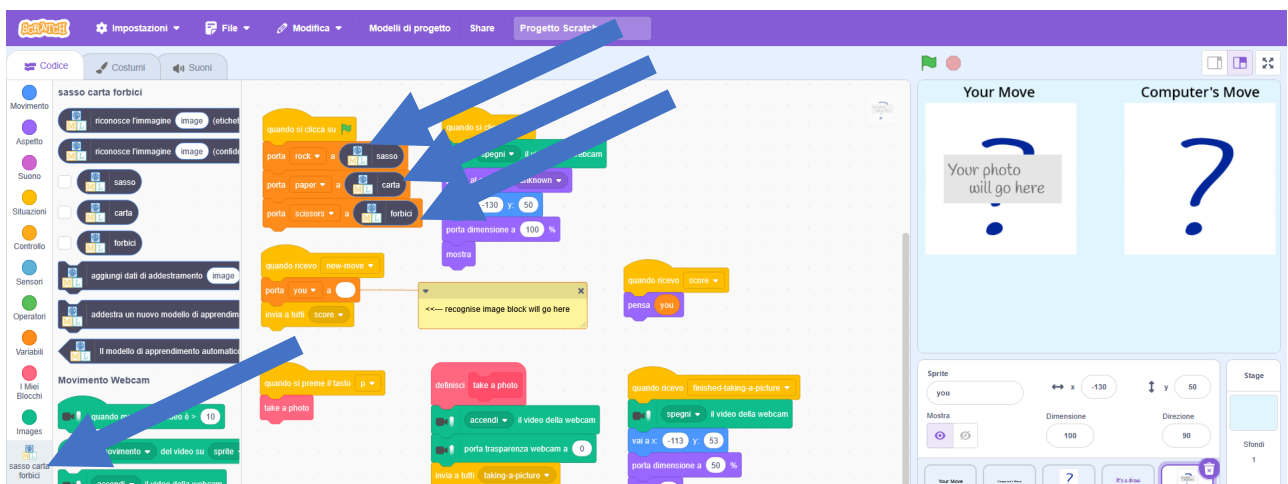 SCRATCH
Impostazioni
File
Modifica
Modelli di progetto
Share
Progetto Scratch
Codice
Costumi
Suoni
Movimento
Aspetto
Suono
Situazioni
Controllo
Sensori
Operatori
Variabili
I Miei
Blocchi
Images
sasso carta
forbici
sasso carta forbici
riconosce l'immagine image (etichet
riconosce l'immagine image (confide
sasso
carta
forbici
aggiungi dati di addestramento image
addestra un nuovo modello di apprendim
Il modello di apprendimento automatico
Movimento Webcam
quando m > 10
movimento del video su sprite
accendi il video della webcam
quando si clicca su
porta rock a sasso
porta paper a carta
porta scissors a forbici
quando ricevo new-move
porta you a
invia a tutti score
<<--- recognise image block will go here
quando si preme il tasto p
take a photo
quando si
spegni il v webcam
unknown
-130 y: 50
porta dimensione a 100 %
mostra
definisci take a photo
accendi il video della webcam
porta trasparenza webcam a 0
invia a tutti taking-a-picture
quando ricevo score
pensa you
quando ricevo finished-taking-a-picture
spegni il video della webcam
vai a x: -113 y: 53
porta dimensione a 50 %
Your Move
Computer's Move
?
Your photo
will go here
?
Sprite
you
x -130
y 50
Mostra
Dimensione
100
Direzione
90
Stage
Sfondi
1
Your Move
Computer's Move
?
It's a draw